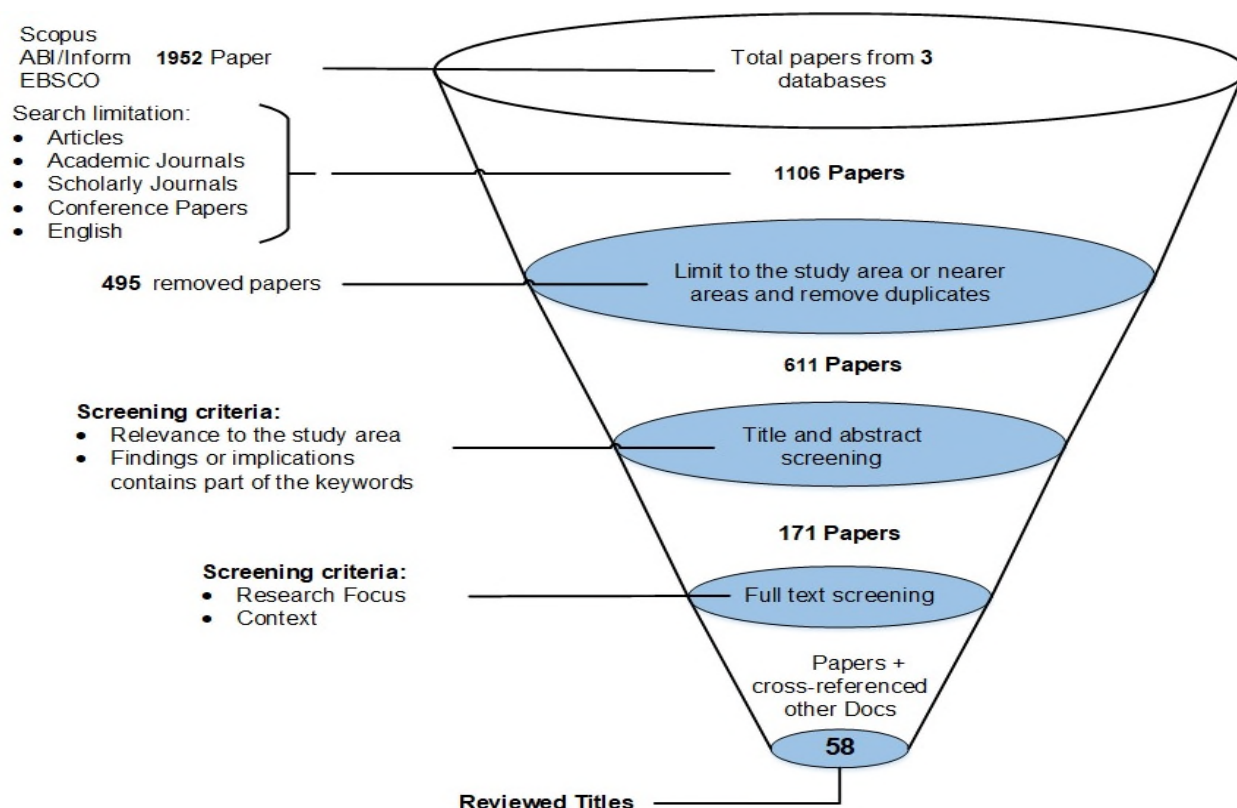 Scopus
ABI/Inform 1952 Paper
EBSCO
Total papers from 3
databases
Search limitation:
• Articles
• Academic Journals
• Scholarly Journals
• Conference Papers
• English
1106 Papers
495 removed papers
Limit to the study area or nearer
areas and remove duplicates
611 Papers
Screening criteria:
• Relevance to the study area
• Findings or implications
contains part of the keywords
Title and abstract
screening
171 Papers
Screening criteria:
• Research Focus
• Context
Full text screening
Papers +
cross-referenced
other Docs
58
Reviewed Titles